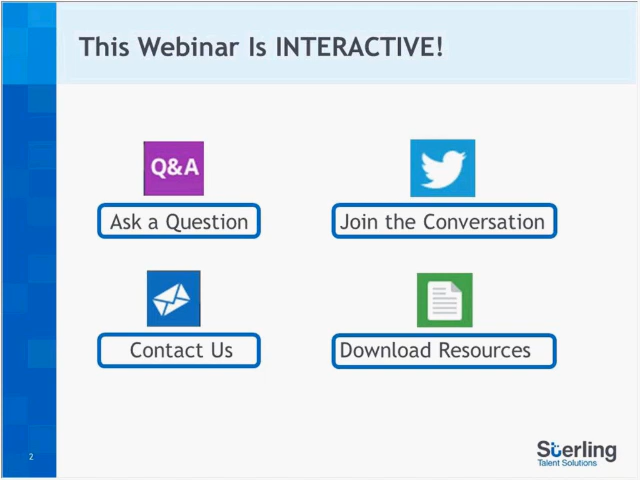 This Webinar Is INTERACTIVE!
Q&A
Ask a Question
Join the Conversation
Contact Us
Download Resources
2
Sterling
Talent Solutions